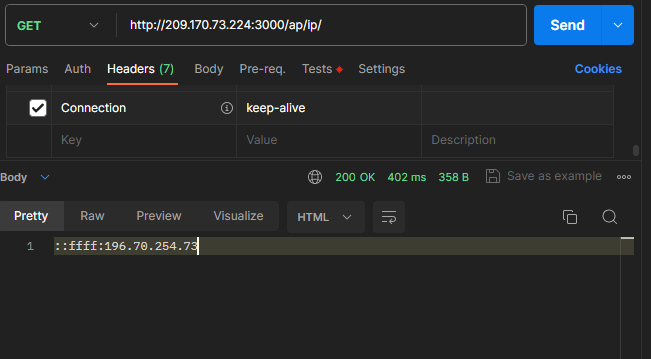 GET http://209.170.73.224:3000/ap/ip/ Send
Params Auth Headers (7) Body Pre-req. Tests Settings Cookies
Connection keep-alive
Key Value Description
Body 200 OK 402 ms 358 B Save as example
Pretty Raw Preview Visualize HTML
1 ::ffff:196.70.254.73